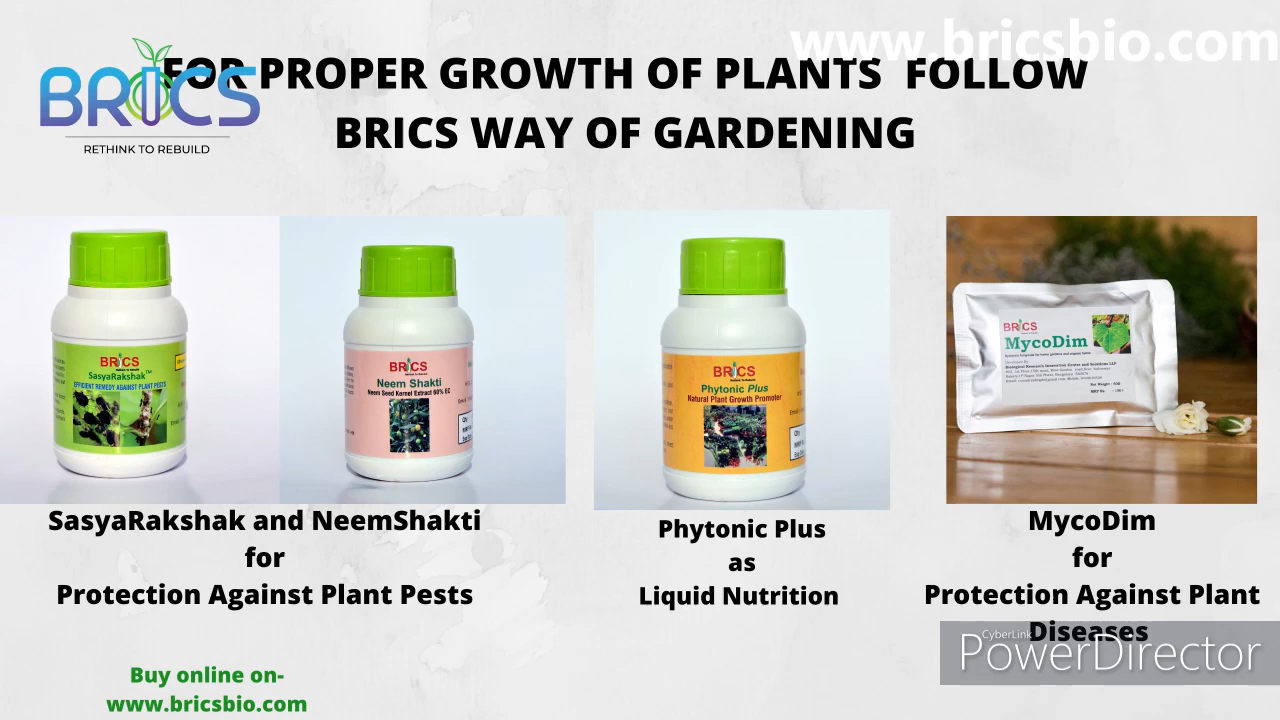 www.bricsbio.com
BRICS
RETHINK TO REBUILD
FOR PROPER GROWTH OF PLANTS FOLLOW
BRICS WAY OF GARDENING
BRICS
SasyaRakshak™
EFFICIENT REMEDY AGAINST PLANT PESTS
BRICS
Neem Shakti
Neem Seed Kernel Extract 60% EC
BRICS
Phytonic Plus
Natural Plant Growth Promoter
BRICS
MycoDim
SasyaRakshak and NeemShakti
for
Protection Against Plant Pests
Phytonic Plus
as
Liquid Nutrition
MycoDim
for
Protection Against Plant
Diseases
CyberLink
PowerDirector
Buy online on-
www.bricsbio.com